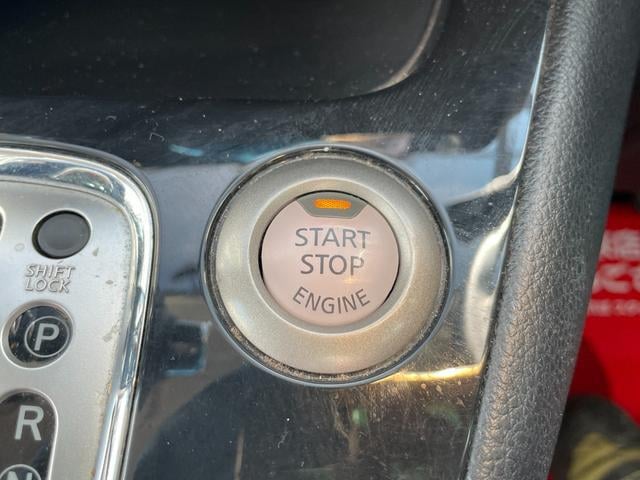 START
STOP
ENGINE
SHIFT
LOCK
P
R
N